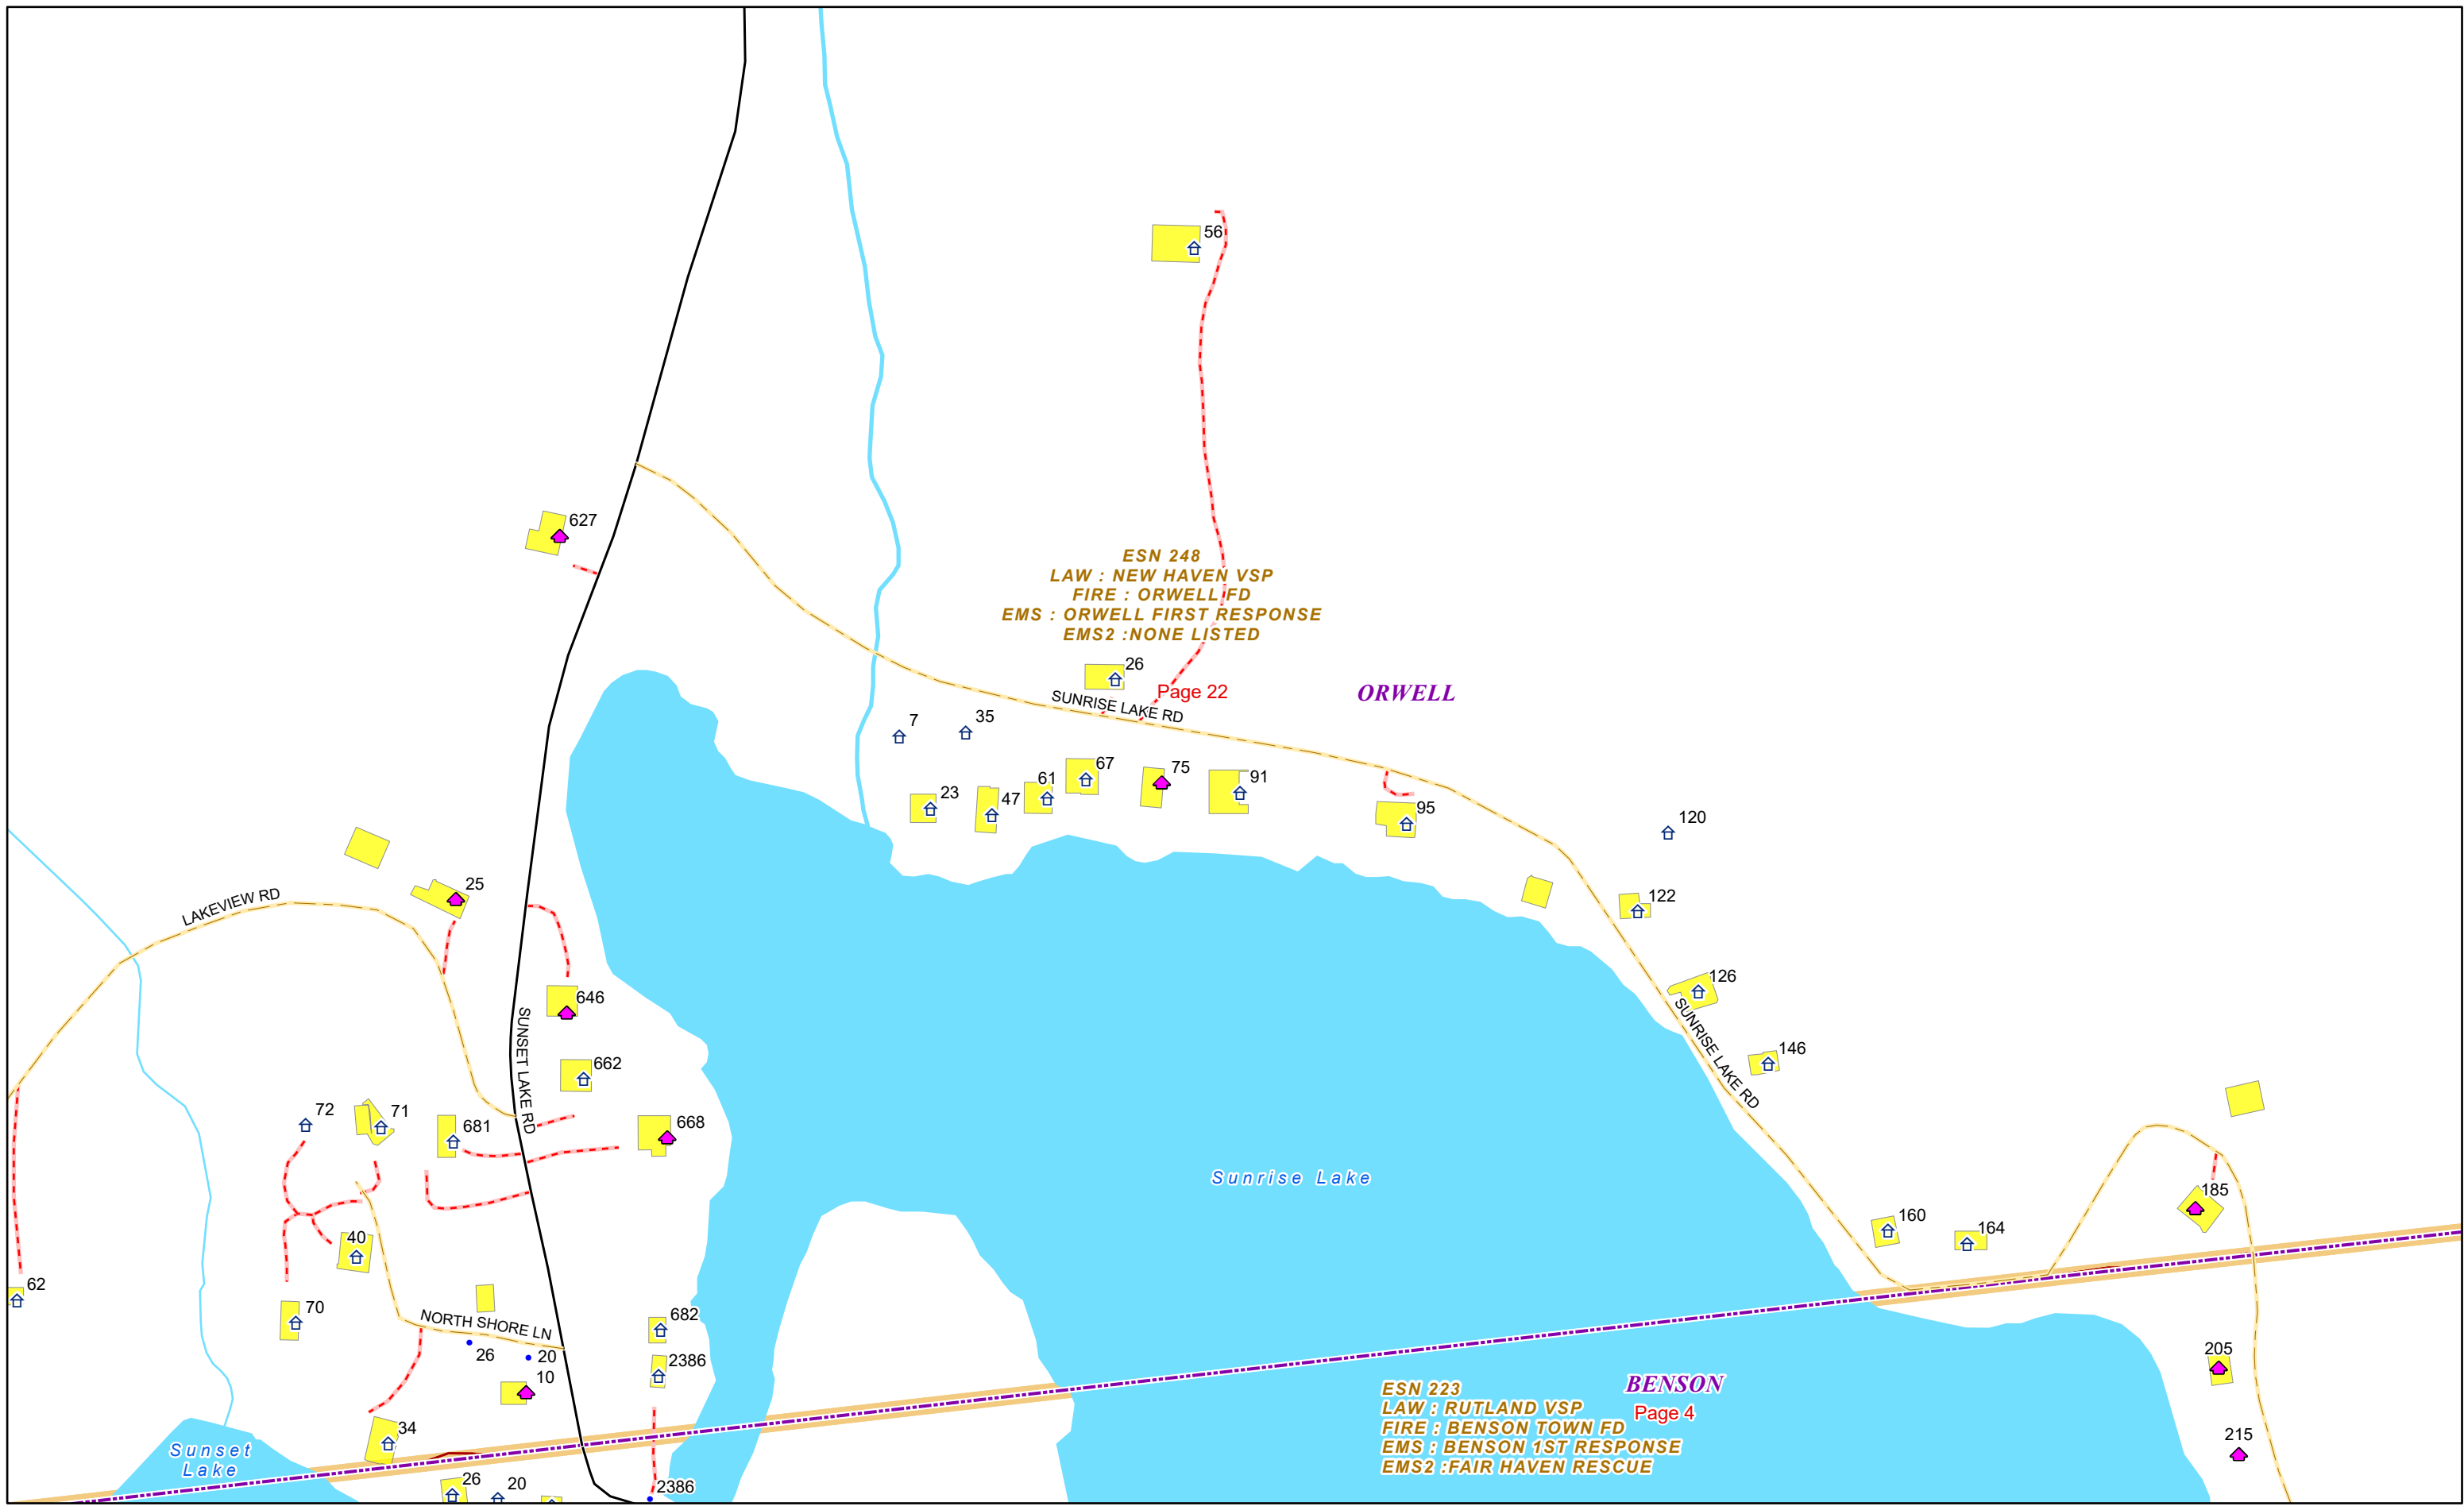 56
627
ESN 248
LAW : NEW HAVEN VSP
FIRE : ORWELL FD
EMS : ORWELL FIRST RESPONSE
EMS2 :NONE LISTED
26
Page 22
ORWELL
SUNRISE LAKE RD
7
35
67
75
91
61
23
47
95
120
25
LAKEVIEW RD
122
126
646
SUNSET LAKE RD
SUNRISE LAKE RD
146
662
72
71
681
668
Sunrise Lake
185
160
164
40
62
70
682
NORTH SHORE LN
26
20
2386
205
10
ESN 223
LAW : RUTLAND VSP
FIRE : BENSON TOWN FD
EMS : BENSON 1ST RESPONSE
EMS2 :FAIR HAVEN RESCUE
BENSON
Page 4
34
215
Sunset
Lake
26
20
2386